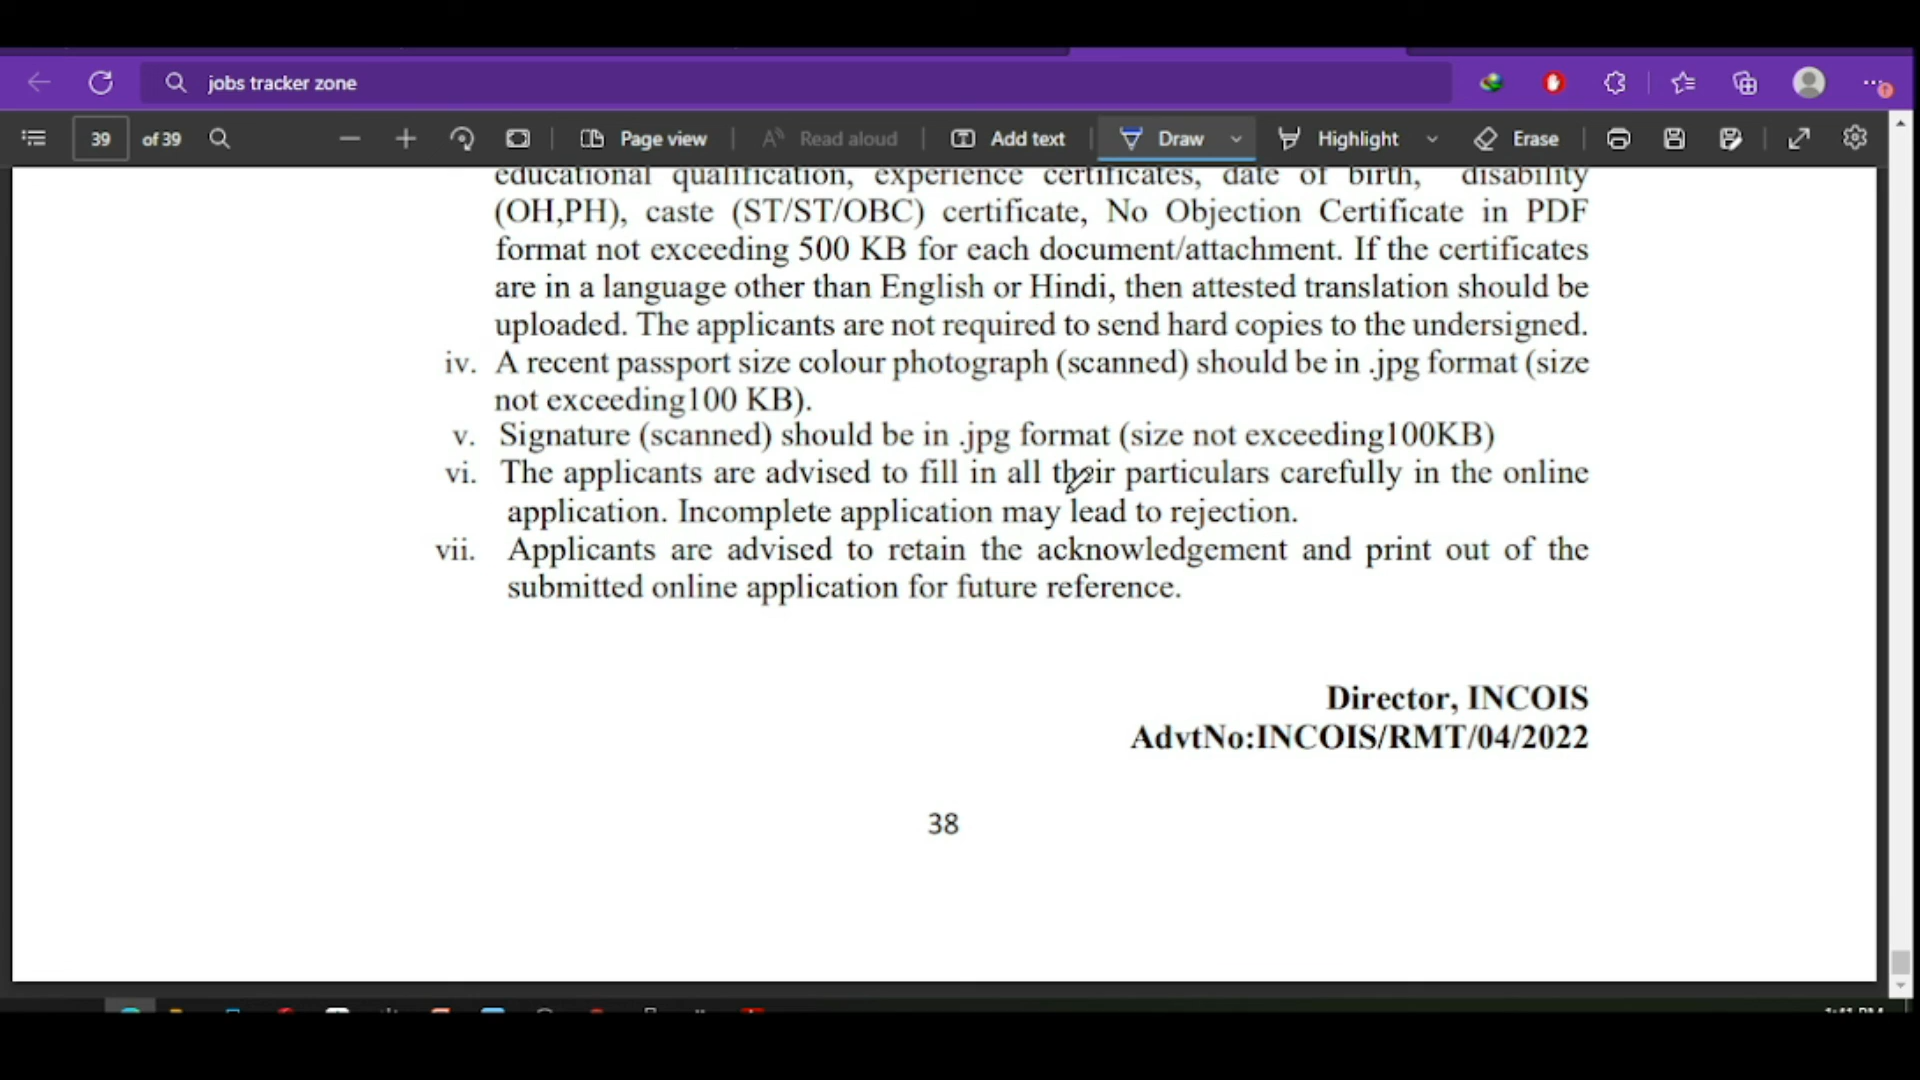 jobs tracker zone
39 of 39
Page view
Read aloud
Add text
Draw
Highlight
Erase
educational qualification, experience certificates, date of birth, disability
(OH,PH), caste (ST/ST/OBC) certificate, No Objection Certificate in PDF
format not exceeding 500 KB for each document/attachment. If the certificates
are in a language other than English or Hindi, then attested translation should be
uploaded. The applicants are not required to send hard copies to the undersigned.
iv. A recent passport size colour photograph (scanned) should be in .jpg format (size
not exceeding100 KB).
v. Signature (scanned) should be in .jpg format (size not exceeding100KB)
vi. The applicants are advised to fill in all their particulars carefully in the online
application. Incomplete application may lead to rejection.
vii. Applicants are advised to retain the acknowledgement and print out of the
submitted online application for future reference.
Director, INCOIS
AdvtNo:INCOIS/RMT/04/2022
38